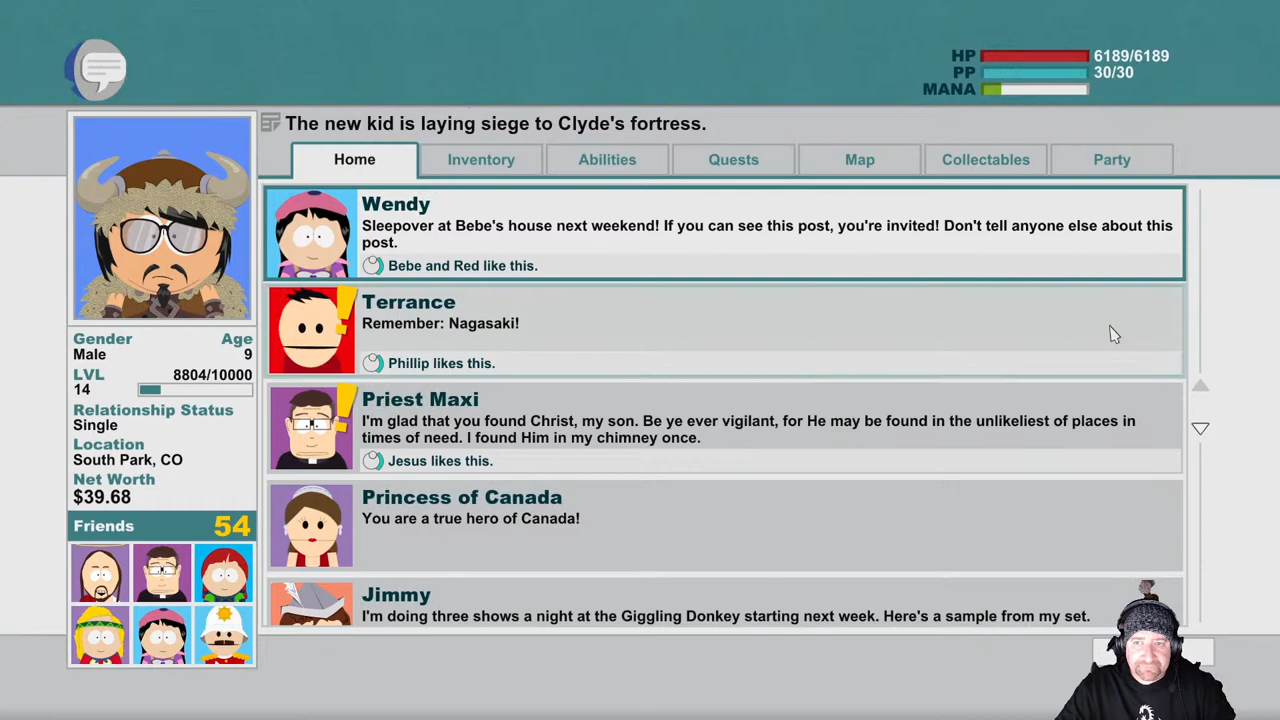 HP 6189/6189
PP 30/30
MANA
The new kid is laying siege to Clyde's fortress.
Home Inventory Abilities Quests Map Collectables Party
Wendy
Sleepover at Bebe's house next weekend! If you can see this post, you're invited! Don't tell anyone else about this
post.
Bebe and Red like this.
Terrance
Remember: Nagasaki!
Phillip likes this.
Priest Maxi
I'm glad that you found Christ, my son. Be ye ever vigilant, for He may be found in the unlikeliest of places in
times of need. I found Him in my chimney once.
Jesus likes this.
Princess of Canada
You are a true hero of Canada!
Jimmy
I'm doing three shows a night at the Giggling Donkey starting next week. Here's a sample from my set.
Gender Age
Male 9
LVL 8804/10000
14
Relationship Status
Single
Location
South Park, CO
Net Worth
$39.68
Friends 54